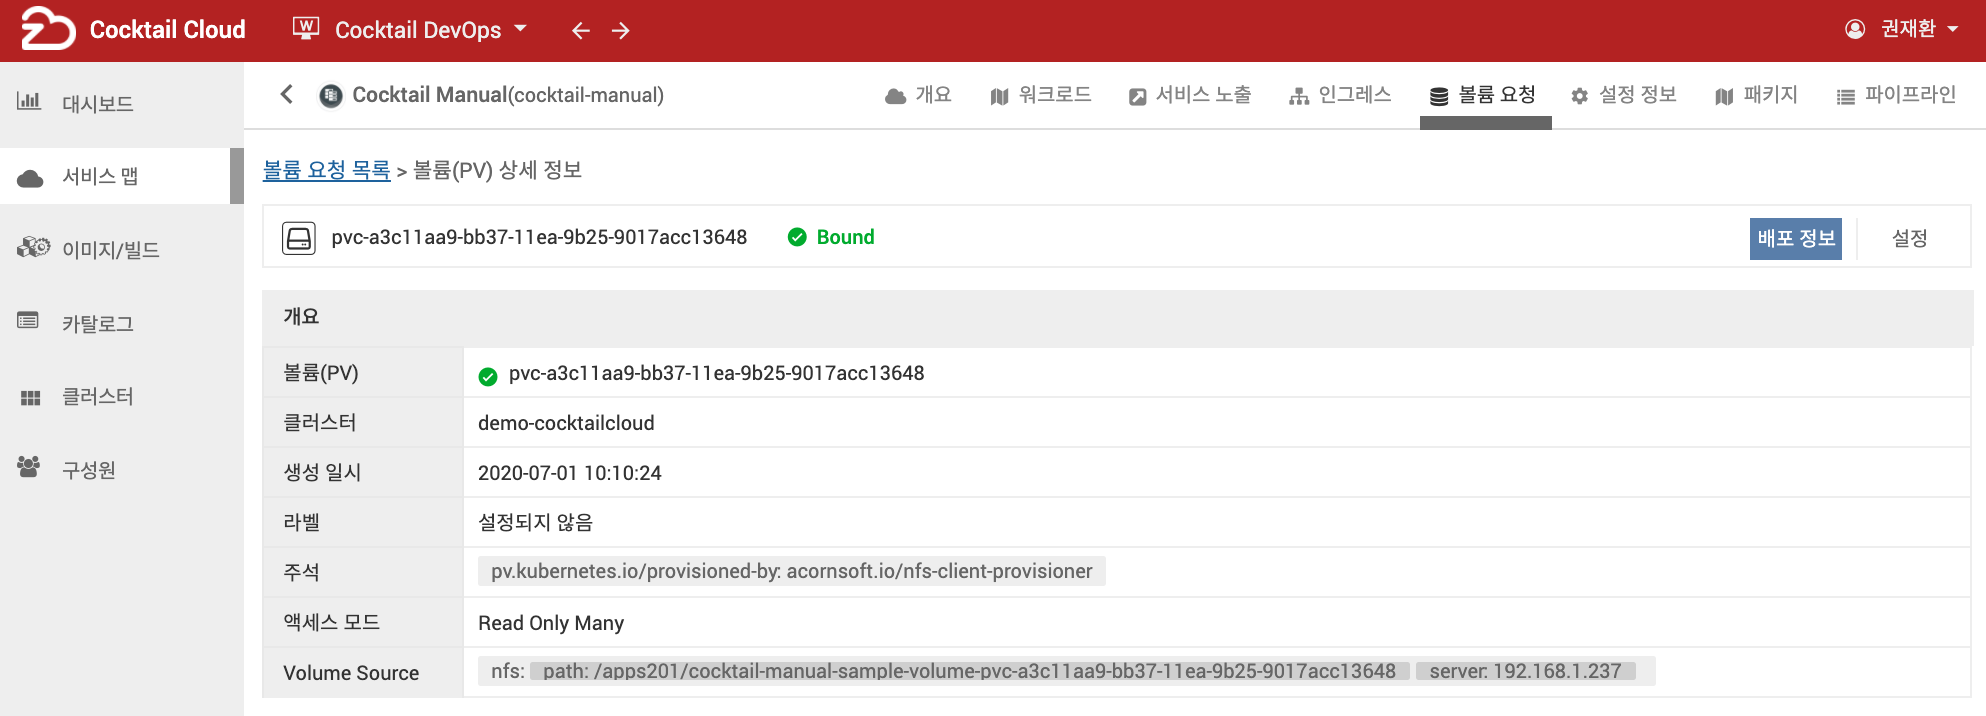 Cocktail Cloud
Cocktail DevOps
권재환
대시보드
서비스 맵
이미지/빌드
카탈로그
클러스터
구성원
Cocktail Manual(cocktail-manual)
개요
워크로드
서비스 노출
인그레스
볼륨 요청
설정 정보
패키지
파이프라인
볼륨 요청 목록 > 볼륨(PV) 상세 정보
pvc-a3c11aa9-bb37-11ea-9b25-9017acc13648
Bound
배포 정보
설정
개요
볼륨(PV) pvc-a3c11aa9-bb37-11ea-9b25-9017acc13648
클러스터 demo-cocktailcloud
생성 일시 2020-07-01 10:10:24
라벨 설정되지 않음
주석 pv.kubernetes.io/provisioned-by: acornsoft.io/nfs-client-provisioner
액세스 모드 Read Only Many
Volume Source nfs: path: /apps201/cocktail-manual-sample-volume-pvc-a3c11aa9-bb37-11ea-9b25-9017acc13648 server: 192.168.1.237